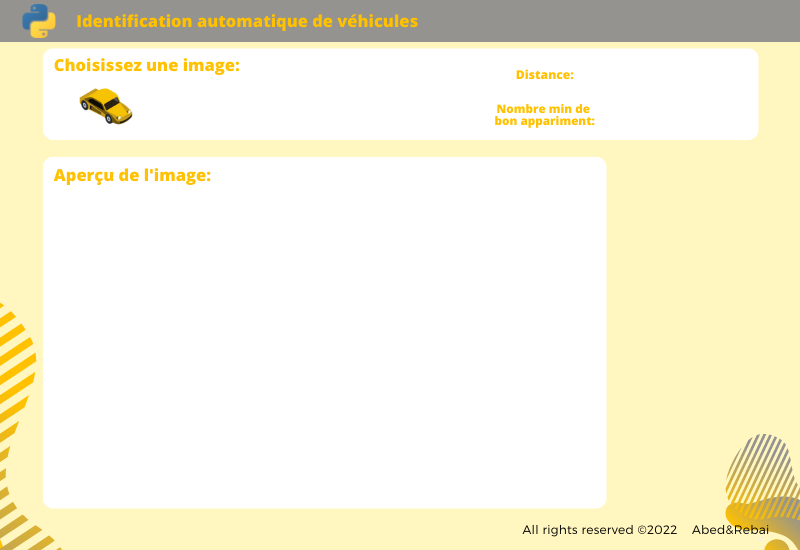 Identification automatique de véhicules
Choisissez une image:
Distance:
Nombre min de
bon appariment:
Aperçu de l'image:
All rights reserved ©2022 Abed&Rebai